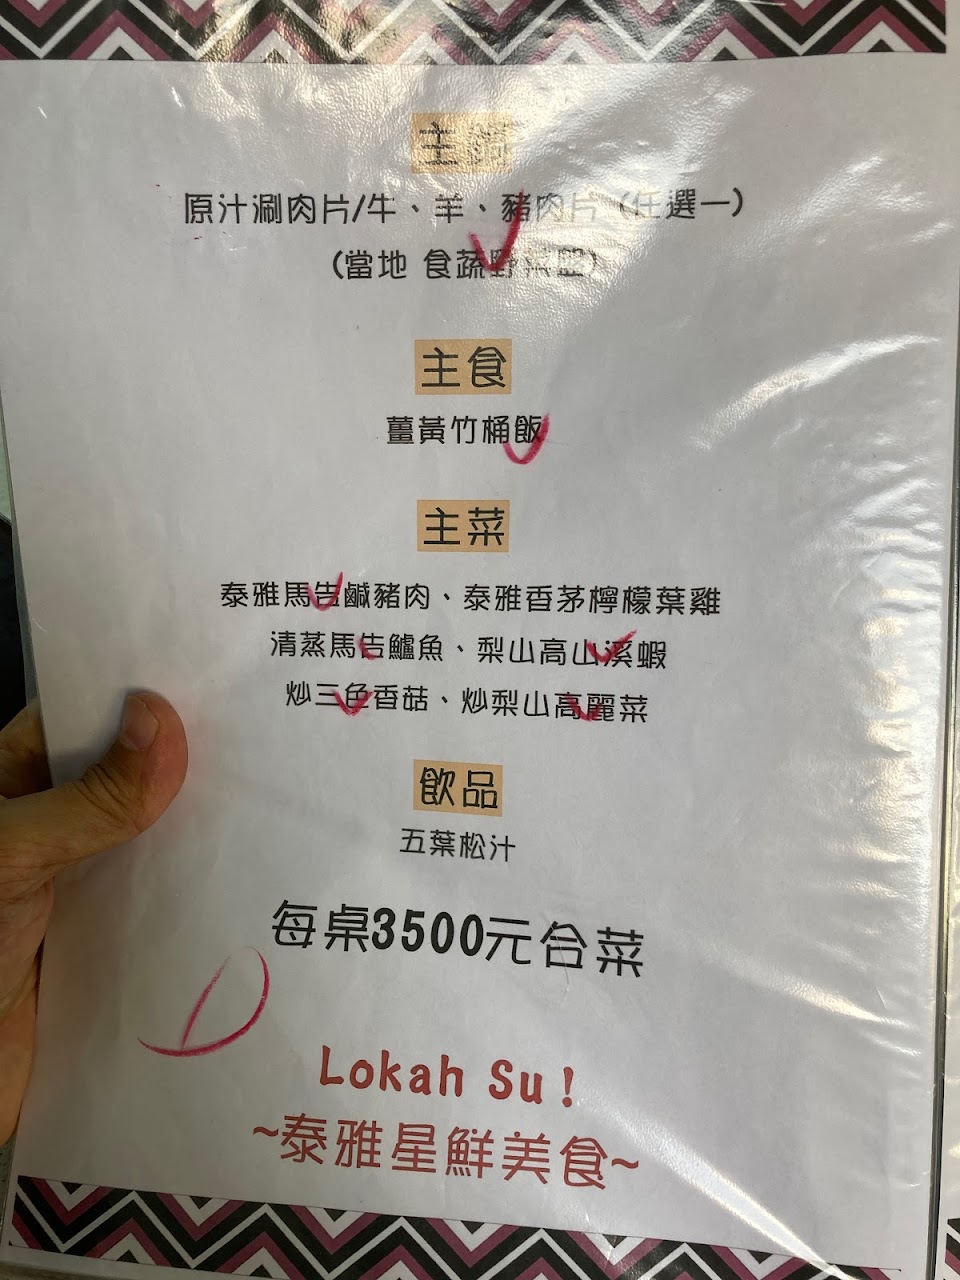 主鍋
原汁涮肉片/牛、羊、豬肉片 (任選一)
(當地 食蔬野菜盤)
主食
薑黃竹桶飯
主菜
泰雅馬告鹹豬肉、泰雅香茅檸檬葉雞
清蒸馬告鱸魚、梨山高山溪蝦
炒三色香菇、炒梨山高麗菜
飲品
五葉松汁
每桌3500元合菜
D
Lokah Su!
~泰雅星鮮美食~